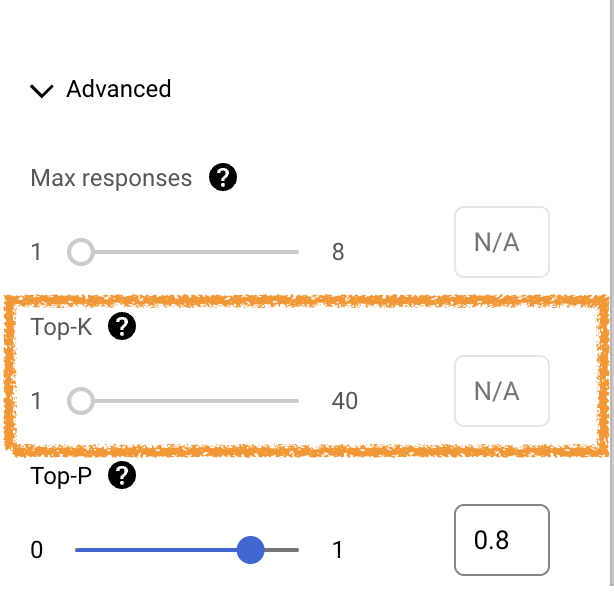 Advanced
Max responses ?
1 8 N/A
Top-K ?
1 40 N/A
Top-P ?
0 1 0.8